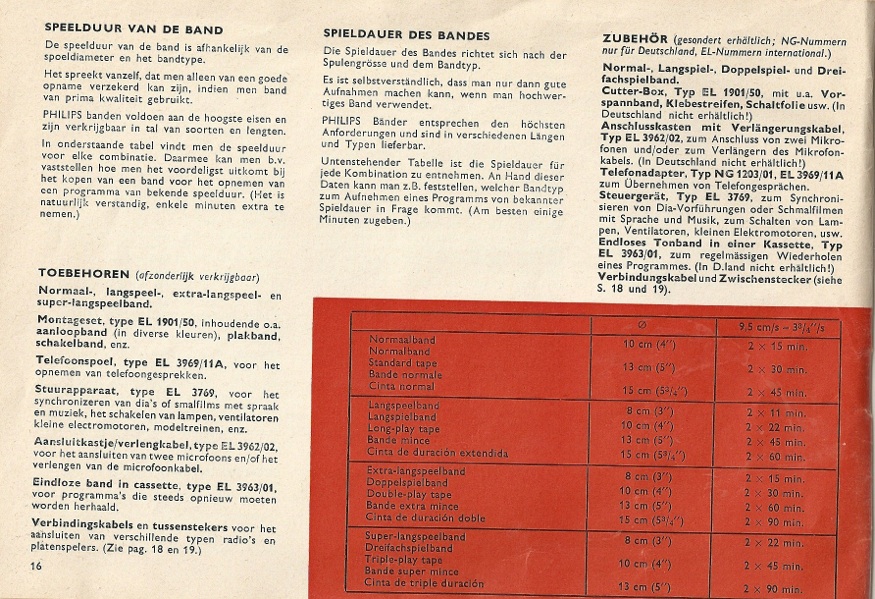 SPEELDUUR VAN DE BAND
De speelduur van de band is afhankelijk van de
spoeldiameter en het bandtype.
Het spreekt vanzelf, dat men alleen van een goede
opname verzekerd kan zijn, indien men band
van prima kwaliteit gebruikt.
PHILIPS banden voldoen aan de hoogste eisen en
zijn verkrijgbaar in tal van soorten en lengten.
In onderstaande tabel vindt men de speelduur
voor elke combinatie. Daarmee kan men b.v.
vaststellen hoe men het voordeligst uitkomt bij
het kopen van een band voor het opnemen van
een programma van bekende speelduur. (Het is
natuurlijk verstandig, enkele minuten extra te
nemen.)
TOEBEHOREN (afzonderlijk verkrijgbaar)
Normaal-, langspeel-, extra-langspeel- en
super-langspeelband.
Montageset, type EL 1901/50, inhoudende o.a.
aanloopband (in diverse kleuren), plakband,
schakelband, enz.
Telefoonspoel, type EL 3969/11A, voor het
opnemen van telefoongesprekken.
Stuurapparaat, type EL 3769, voor het
synchronizeren van dia's of smalfilms met spraak
en muziek, het schakelen van lampen, ventilatoren
kleine electromotoren, modeltreinen, enz.
Aansluitkastje/verlengkabel, type EL 3962/02,
voor het aansluiten van twee microfoons en/of het
verlengen van de microfoonkabel.
Eindloze band in cassette, type EL 3963/01,
voor programma's die steeds opnieuw moeten
worden herhaald.
Verbindingskabels en tussenstekers voor het
aansluiten van verschillende typen radio's en
platenspelers. (Zie pag. 18 en 19.)
16
SPIELDAUER DES BANDES
Die Spieldauer des Bandes richtet sich nach der
Spulengrösse und dem Bandtyp.
Es ist selbstverständlich, dass man nur dann gute
Aufnahmen machen kann, wenn man hochwer-
tiges Band verwendet.
PHILIPS Bänder entsprechen den höchsten
Anforderungen und sind in verschiedenen Längen
und Typen lieferbar.
Untenstehender Tabelle ist die Spieldauer für
jede Kombination zu entnehmen. An Hand dieser
Daten kann man z.B. feststellen, welcher Bandtyp
zum Aufnehmen eines Programms von bekannter
Spieldauer in Frage kommt. (Am besten einige
Minuten zugeben.)
ZUBEHÖR (gesondert erhältlich; NG-Nummern
nur für Deutschland, EL-Nummern international.)
Normal-, Langspiel-, Doppelspiel- und Drei-
fachspielband.
Cutter-Box, Typ EL 1901/50, mit u.a. Vor-
spannband, Klebestreifen, Schaltfolie usw. (In
Deutschland nicht erhältlich!)
Anschlusskasten mit Verlängerungskabel,
Typ EL 3962/02, zum Anschluss von zwei Mikro-
fonen und/oder zum Verlängern des Mikrofon-
kabels. (In Deutschland nicht erhältlich!)
Telefonadapter, Typ NG 1203/01, EL 3969/11A
zum Übernehmen von Telefongesprächen.
Steuergerät, Typ EL 3769, zum Synchroni-
sieren von Dia-Vorführungen oder Schmalfilmen
mit Sprache und Musik, zum Schalten von Lam-
pen, Ventilatoren, kleinen Elektromotoren, usw.
Endloses Tonband in einer Kassette, Typ
EL 3963/01, zum regelmässigen Wiederholen
eines Programmes. (In D.land nicht erhältlich!)
Verbindungskabel und Zwischenstecker (siehe
S. 18 und 19).
Ø 9,5 cm/s - 3³/₄''/s
Normaalband 10 cm (4'') 2 × 15 min.
Normalband
Standard tape 13 cm (5'') 2 × 30 min.
Bande normale
Cinta normal 15 cm (5³/₄'') 2 × 45 min.
Langspeelband 8 cm (3'') 2 × 11 min.
Langspielband 10 cm (4'') 2 × 22 min.
Long-play tape 13 cm (5'') 2 × 45 min.
Bande mince 15 cm (5³/₄'') 2 × 60 min.
Cinta de duración extendida
Extra-langspeelband 8 cm (3'') 2 × 15 min.
Doppelspielband 10 cm (4'') 2 × 30 min.
Double-play tape 13 cm (5'') 2 × 60 min.
Bande extra mince 15 cm (5³/₄'') 2 × 90 min.
Cinta de duración doble
Super-langspeelband 8 cm (3'') 2 × 22 min.
Dreifachspielband
Triple-play tape 10 cm (4'') 2 × 45 min.
Bande super mince
Cinta de triple duración 13 cm (5'') 2 × 90 min.